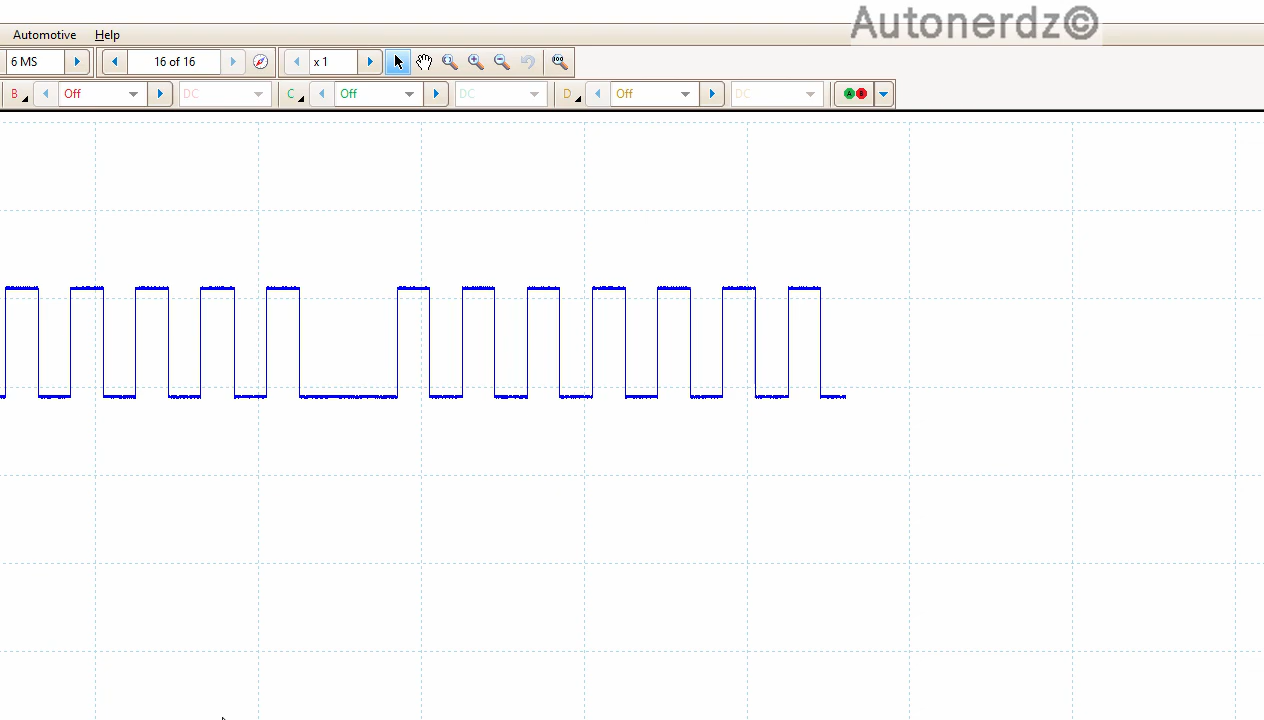 Autonerdz©
Automotive Help
6 MS 16 of 16 x 1
B Off DC C Off DC D Off DC A B